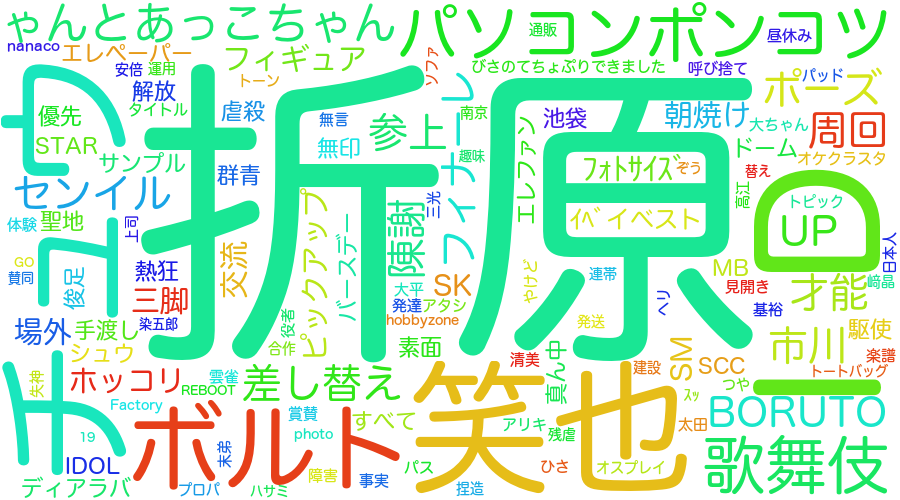 ゃんとあっこちゃん
パソコンポンコツ
通販
昼休み
nanaco
エレペーパー
フィギュア
ソファ
びさのてちょぷりできました
呼び捨て
パッド
安倍
運用
トーン
解放
タイトル
優先
虐殺
無言
参上
レ
南京
池袋
朝焼け
ポーズ
大ちゃん
周回
STAR
サンプル
無印
趣味
エレファン
ドーム
オケクラスタ
折原
フォトサイズ
ぞう
替え
群青
センイル
ピックアップ
バースデー
陳謝
フィナーレ
三光
イベ゙イベスト
高江
トピック
体験
聖地
上司
UP
日本人
GO
賛同
俊足
熱狂
交流
大平
SK
やけど
連帯
MB
見開き
ヘリ
才能
崎晶
三脚
発達
アタシ
hobbyzone
発送
基裕
場外
手渡し
染五郎
役者
合作
素面
市川
駆使
シュウ
ホッコリ
雲雀
REBOOT
差し替え
清美
真ん中
建設
SM
SCC
楽譜
トートバッグ
失神
チ
Factory
ボルト
賞賛
すべて
笑也
スッ
つや
BORUTO
19
未弟
photo
アリキ
残虐
太田
歌舞伎
IDOL
ディアラバ
プロパ
ハサミ
障害
事実
パス
捏造
ひさ
オスプレイ